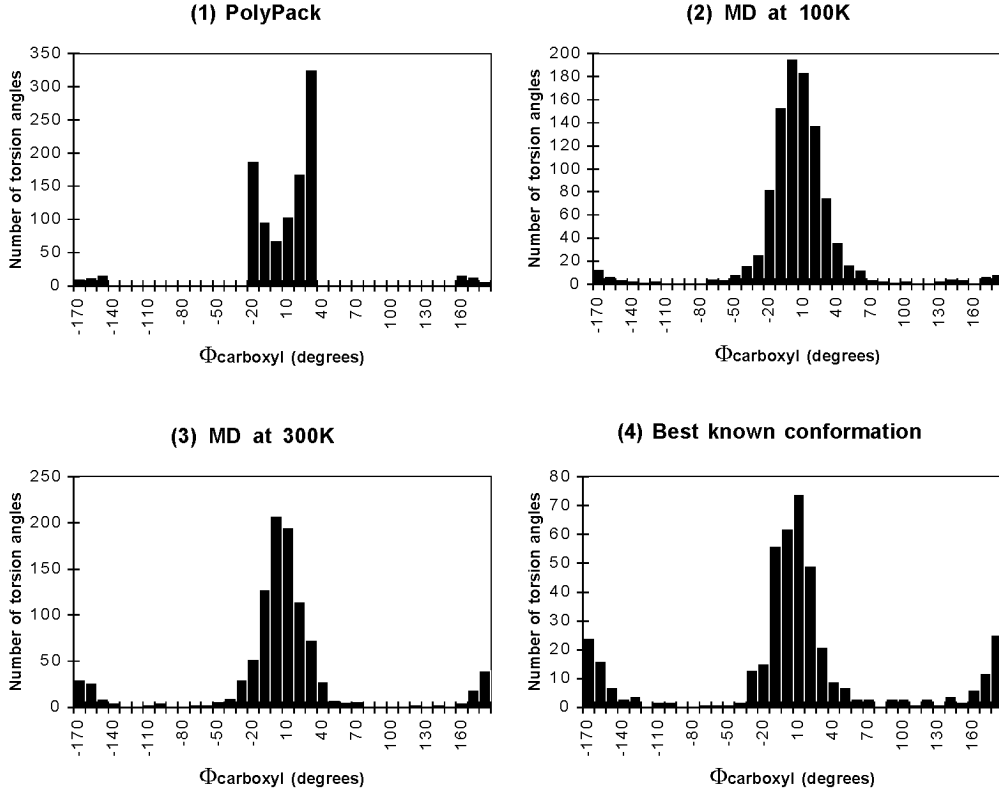 (1) PolyPack
Number of torsion angles
350
300
250
200
150
100
50
0
-170 -140 -110 -80 -50 -20 10 40 70 100 130 160
Φcarboxyl (degrees)
(2) MD at 100K
Number of torsion angles
200
180
160
140
120
100
80
60
40
20
0
-170 -140 -110 -80 -50 -20 10 40 70 100 130 160
Φcarboxyl (degrees)
(3) MD at 300K
Number of torsion angles
250
200
150
100
50
0
-170 -140 -110 -80 -50 -20 10 40 70 100 130 160
Φcarboxyl (degrees)
(4) Best known conformation
Number of torsion angles
80
70
60
50
40
30
20
10
0
-170 -140 -110 -80 -50 -20 10 40 70 100 130 160
Φcarboxyl (degrees)